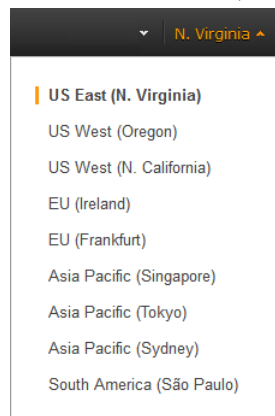 N. Virginia
US East (N. Virginia)
US West (Oregon)
US West (N. California)
EU (Ireland)
EU (Frankfurt)
Asia Pacific (Singapore)
Asia Pacific (Tokyo)
Asia Pacific (Sydney)
South America (São Paulo)